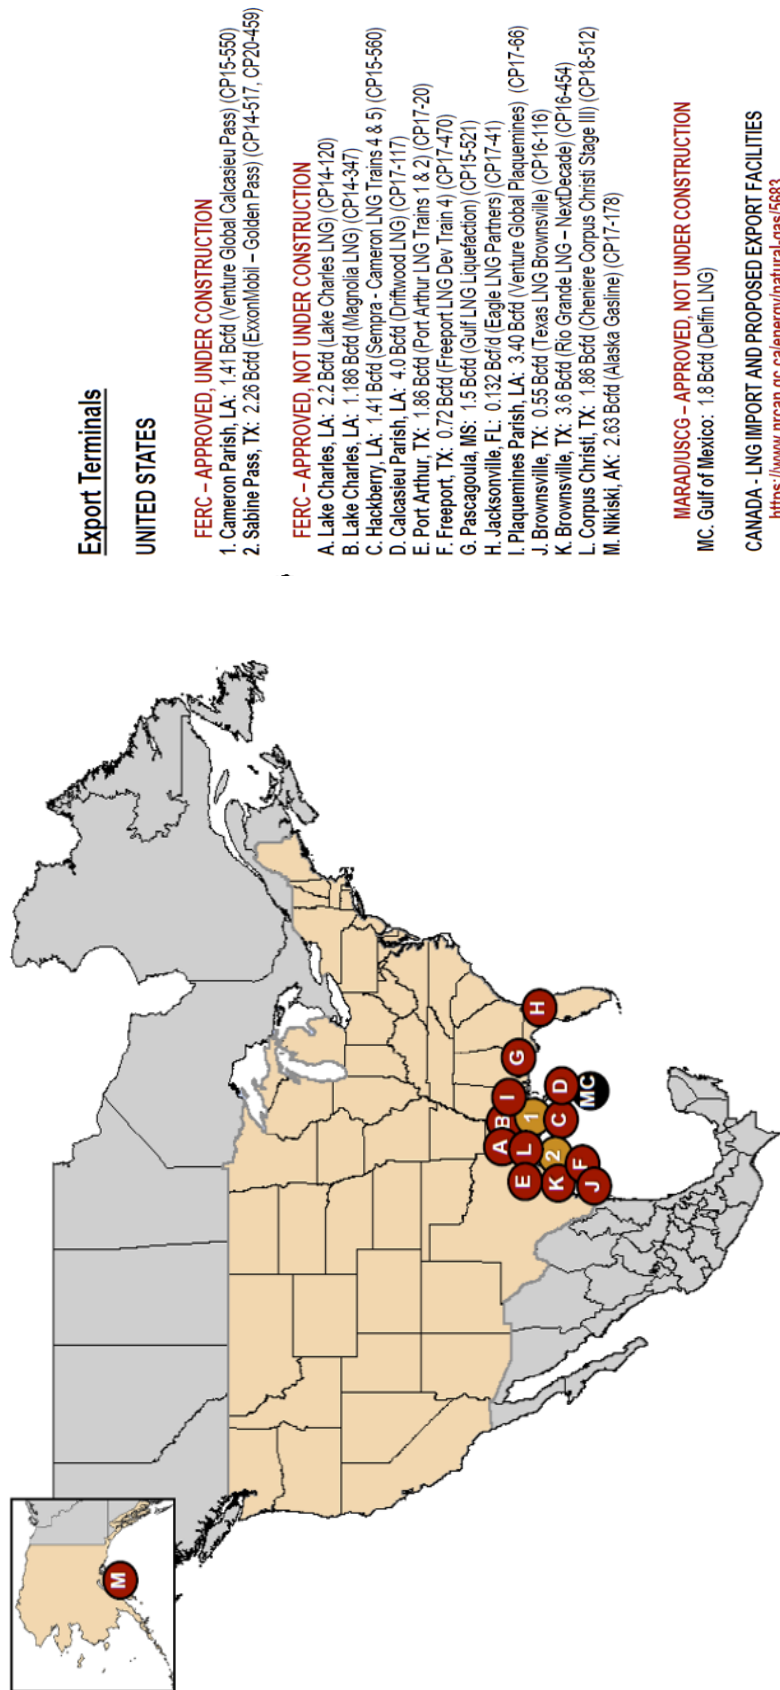 Export Terminals
UNITED STATES
FERC – APPROVED, UNDER CONSTRUCTION
1. Cameron Parish, LA: 1.41 Bcfd (Venture Global Calcasieu Pass) (CP15-550)
2. Sabine Pass, TX: 2.26 Bcfd (ExxonMobil – Golden Pass) (CP14-517, CP20-459)
FERC – APPROVED, NOT UNDER CONSTRUCTION
A. Lake Charles, LA: 2.2 Bcfd (Lake Charles LNG) (CP14-120)
B. Lake Charles, LA: 1.186 Bcfd (Magnolia LNG) (CP14-347)
C. Hackberry, LA: 1.41 Bcfd (Sempra - Cameron LNG Trains 4 & 5) (CP15-560)
D. Calcasieu Parish, LA: 4.0 Bcfd (Driftwood LNG) (CP17-117)
E. Port Arthur, TX: 1.86 Bcfd (Port Arthur LNG Trains 1 & 2) (CP17-20)
F. Freeport, TX: 0.72 Bcfd (Freeport LNG Dev Train 4) (CP17-470)
G. Pascagoula, MS: 1.5 Bcfd (Gulf LNG Liquefaction) (CP15-521)
H. Jacksonville, FL: 0.132 Bcf/d (Eagle LNG Partners) (CP17-41)
I. Plaquemines Parish, LA: 3.40 Bcfd (Venture Global Plaquemines) (CP17-66)
J. Brownsville, TX: 0.55 Bcfd (Texas LNG Brownsville) (CP16-116)
K. Brownsville, TX: 3.6 Bcfd (Rio Grande LNG – NextDecade) (CP16-454)
L. Corpus Christi, TX: 1.86 Bcfd (Cheniere Corpus Christi Stage III) (CP18-512)
M. Nikiski, AK: 2.63 Bcfd (Alaska Gasline) (CP17-178)
MARAD/USCG – APPROVED, NOT UNDER CONSTRUCTION
MC. Gulf of Mexico: 1.8 Bcfd (Delfin LNG)
CANADA - LNG IMPORT AND PROPOSED EXPORT FACILITIES
https://www.nrcan.gc.ca/energy/natural-gas/5683
M
A
B
I
G
H
E
L
1
D
K
2
C
MC
F
J